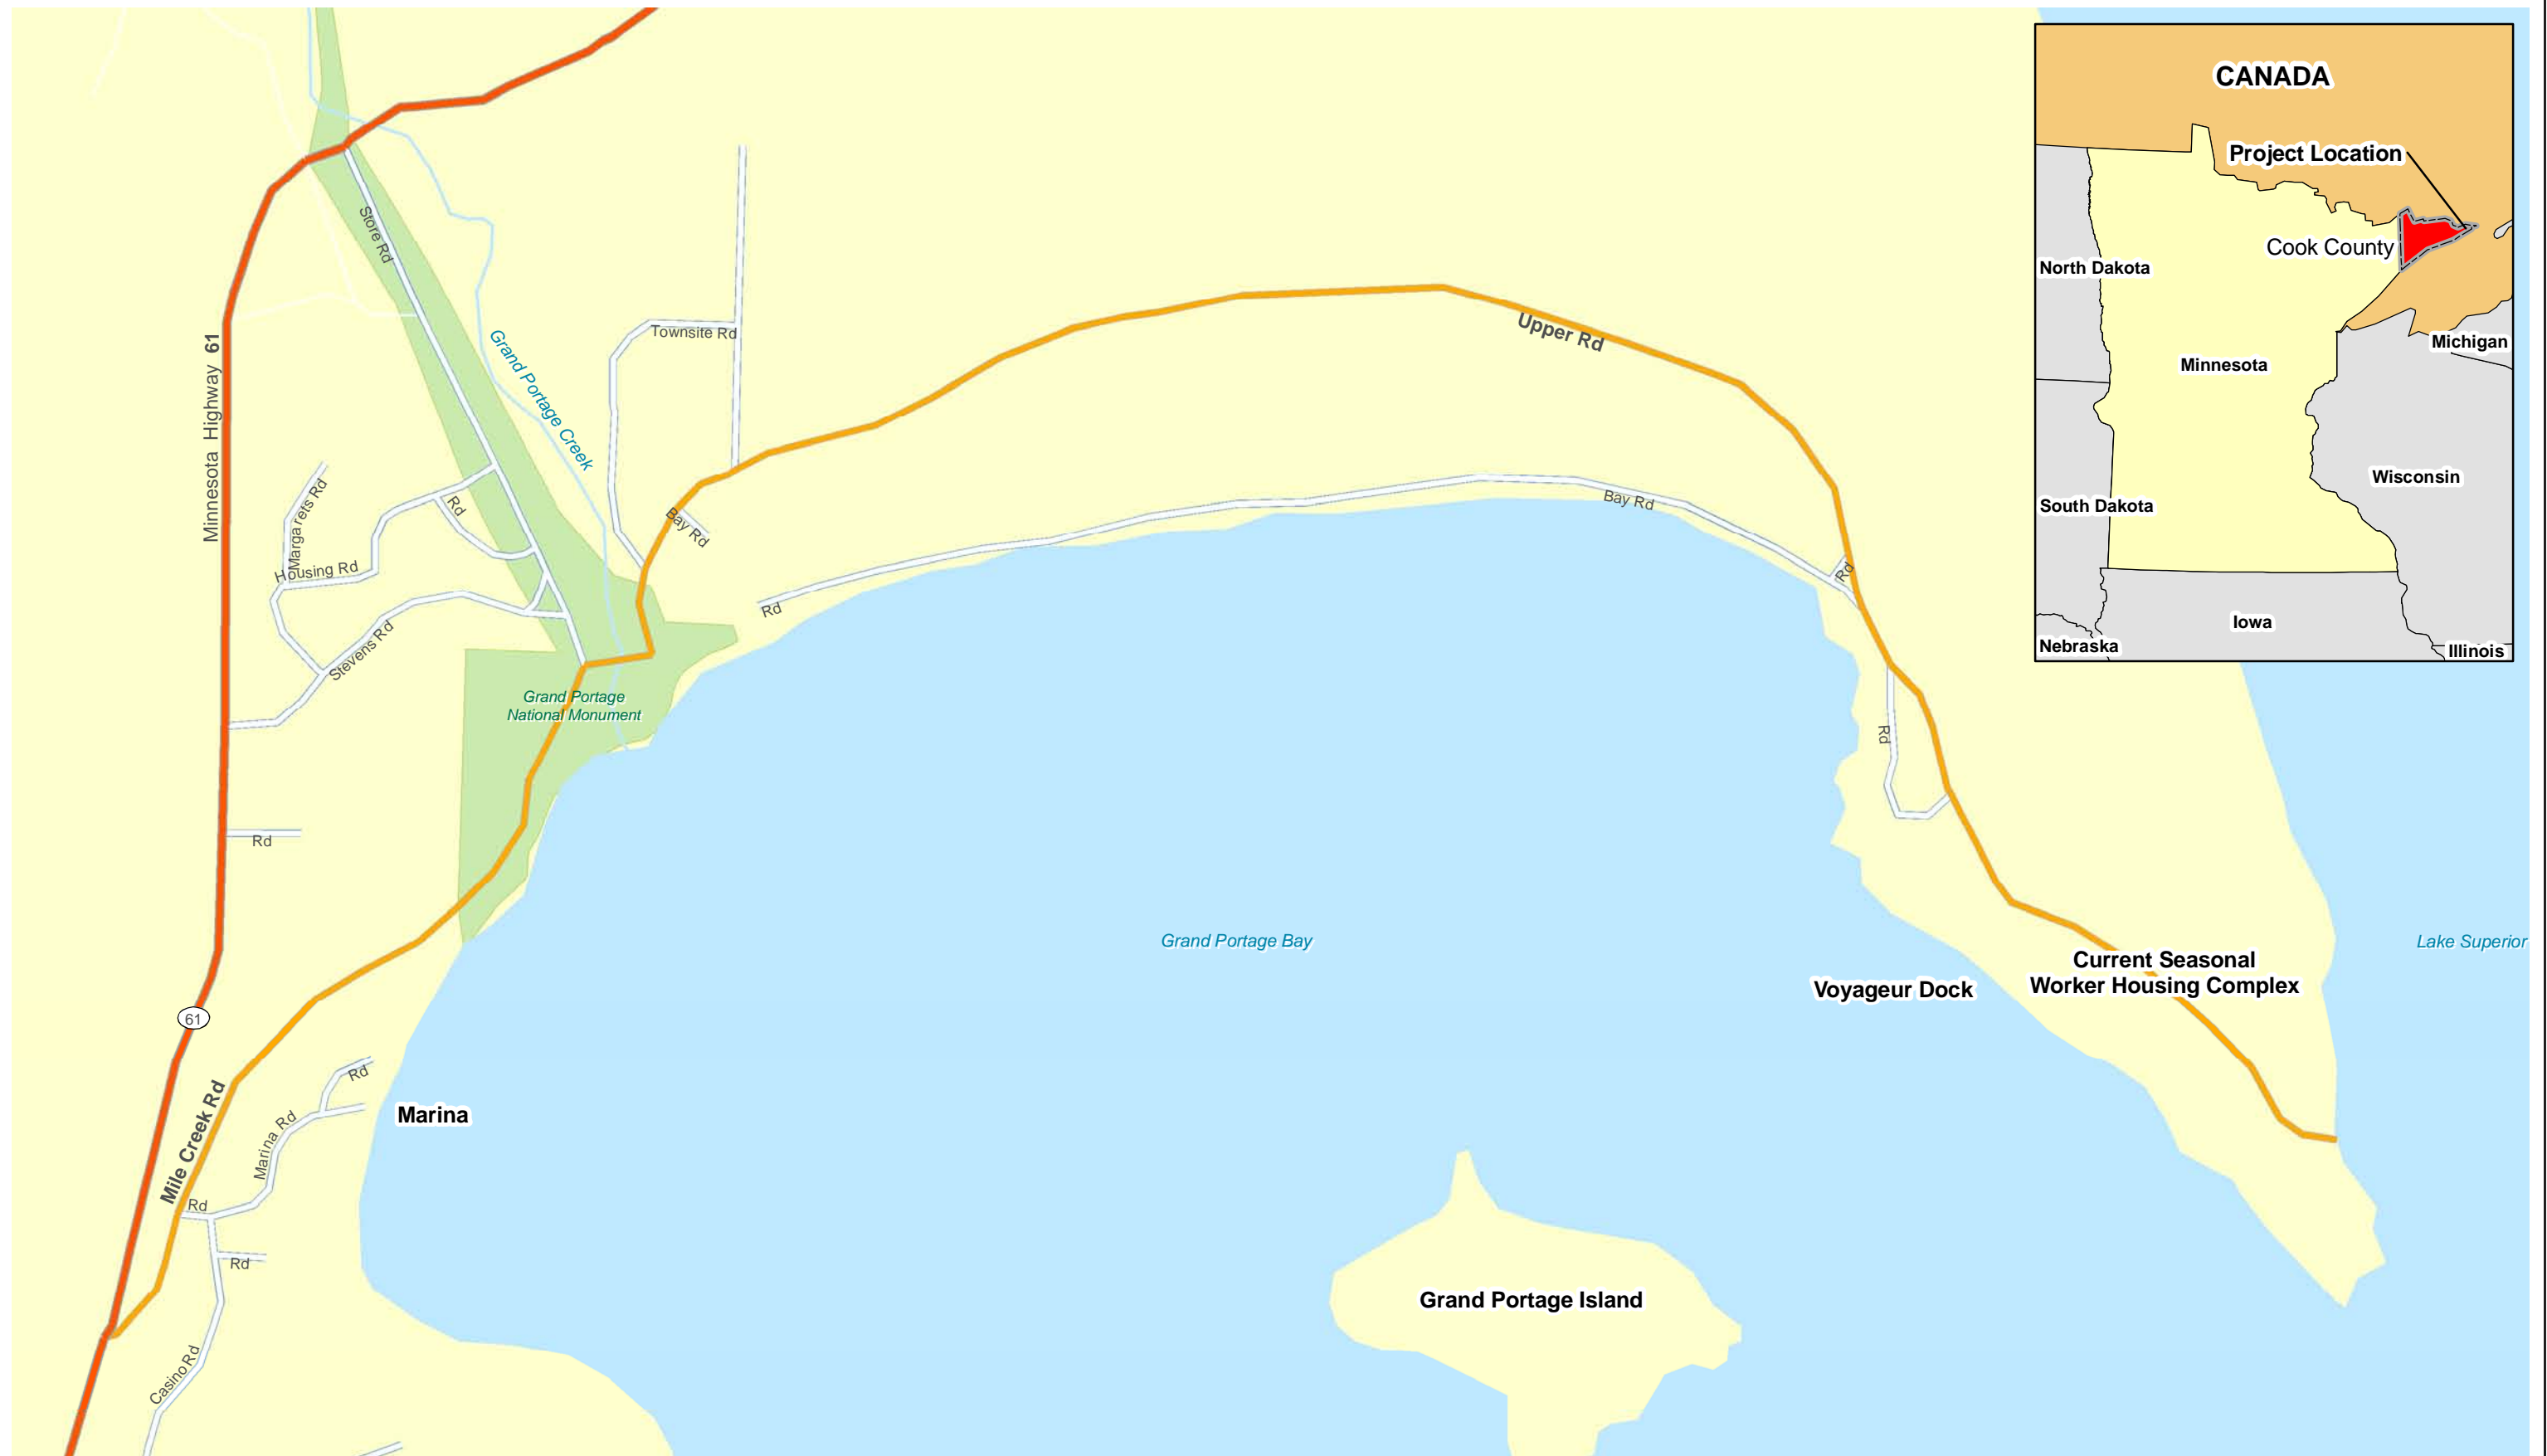 CANADA
Project Location
Cook County
North Dakota
Minnesota
Michigan
Wisconsin
South Dakota
Iowa
Nebraska
Illinois
Store Rd
Minnesota Highway 61
Grand Portage Creek
Townsite Rd
Upper Rd
Margarets Rd
Rd
Housing Rd
Bay Rd
Bay Rd
Rd
Rd
Stevens Rd
Grand Portage
National Monument
Rd
Rd
Grand Portage Bay
Lake Superior
Voyageur Dock
Current Seasonal
Worker Housing Complex
61
Mile Creek Rd
Rd
Marina Rd
Marina
Rd
Rd
Casino Rd
Grand Portage Island